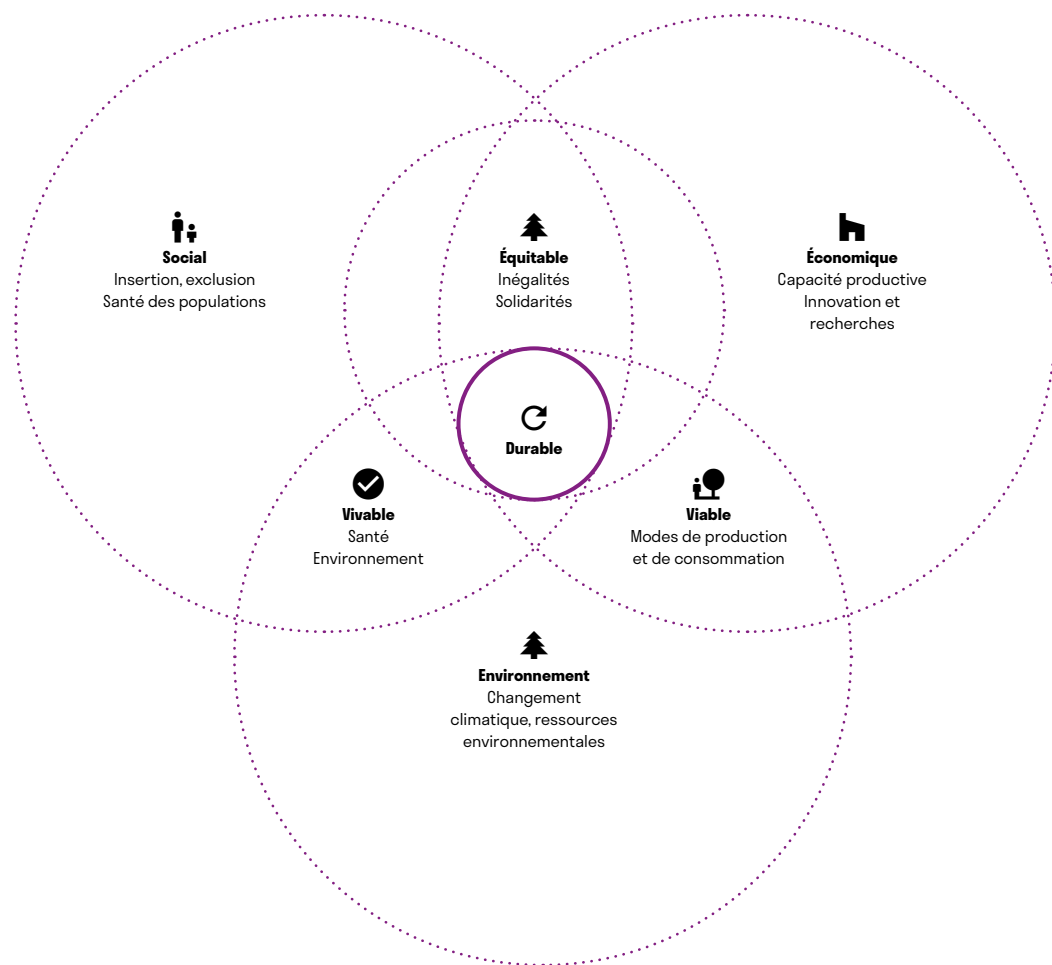 Social
Insertion, exclusion
Santé des populations
Équitable
Inégalités
Solidarités
Économique
Capacité productive
Innovation et
recherches
Durable
Vivable
Santé
Environnement
Viable
Modes de production
et de consommation
Environnement
Changement
climatique, ressources
environnementales